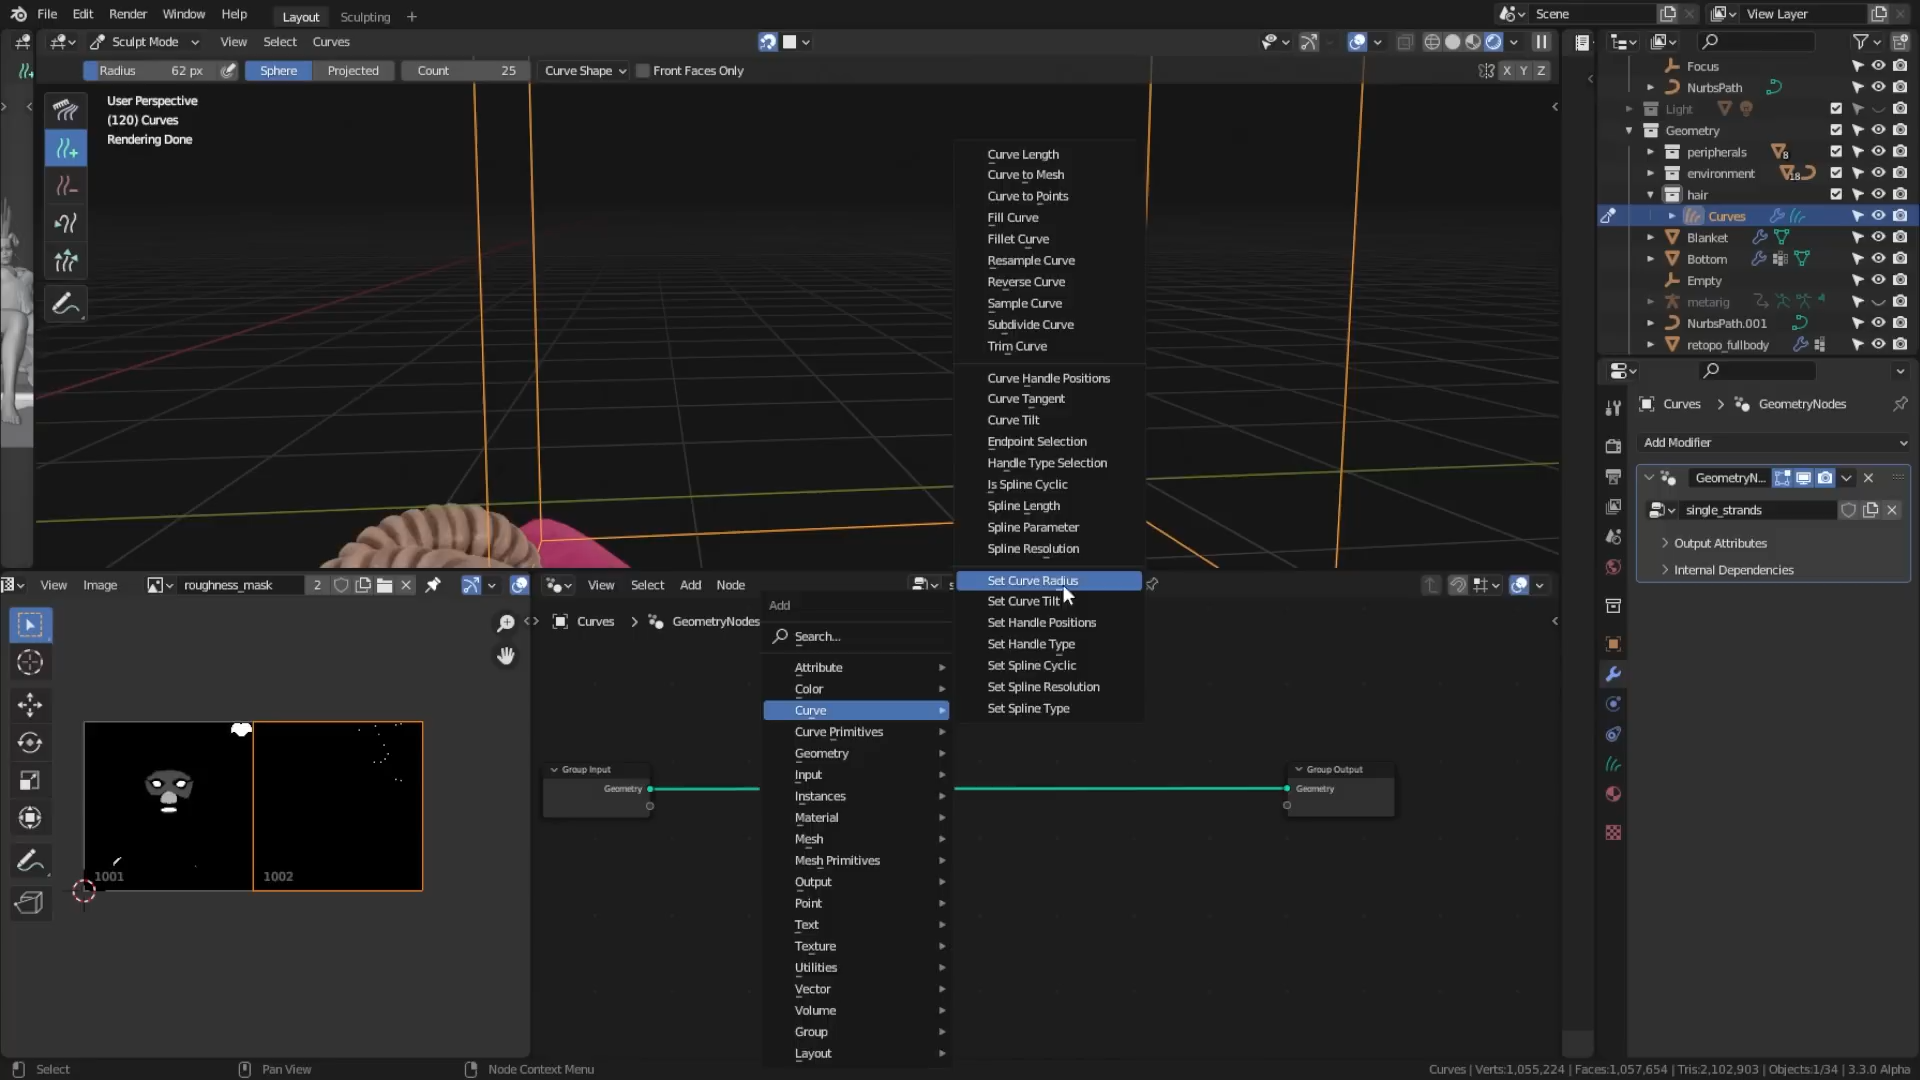 File Edit Render Window Help Layout Sculpting + Scene View Layer
Sculpt Mode View Select Curves
Radius 62 px Sphere Projected Count 25 Curve Shape Front Faces Only X Y Z
User Perspective
(120) Curves
Rendering Done
Focus
NurbsPath
Light
Geometry
peripherals 8
environment 18
hair
Curves
Blanket
Bottom
Empty
metarig
NurbsPath.001
retopo_fullbody
Curves GeometryNodes
Add Modifier
GeometryN...
single_strands
Output Attributes
Internal Dependencies
Curve Length
Curve to Mesh
Curve to Points
Fill Curve
Fillet Curve
Resample Curve
Reverse Curve
Sample Curve
Subdivide Curve
Trim Curve
Curve Handle Positions
Curve Tangent
Curve Tilt
Endpoint Selection
Handle Type Selection
Is Spline Cyclic
Spline Length
Spline Parameter
Spline Resolution
Set Curve Radius
Set Curve Tilt
Set Handle Positions
Set Handle Type
Set Spline Cyclic
Set Spline Resolution
Set Spline Type
View Image roughness_mask 2
View Select Add Node
Curves GeometryNodes
Add
Search...
Attribute
Color
Curve
Curve Primitives
Geometry
Input
Instances
Material
Mesh
Mesh Primitives
Output
Point
Text
Texture
Utilities
Vector
Volume
Group
Layout
Group Input
Geometry
Group Output
Geometry
1001
1002
Select Pan View Node Context Menu Curves | Verts:1,055,224 | Faces:1,057,654 | Tris:2,102,903 | Objects:1/34 | 3.3.0 Alpha